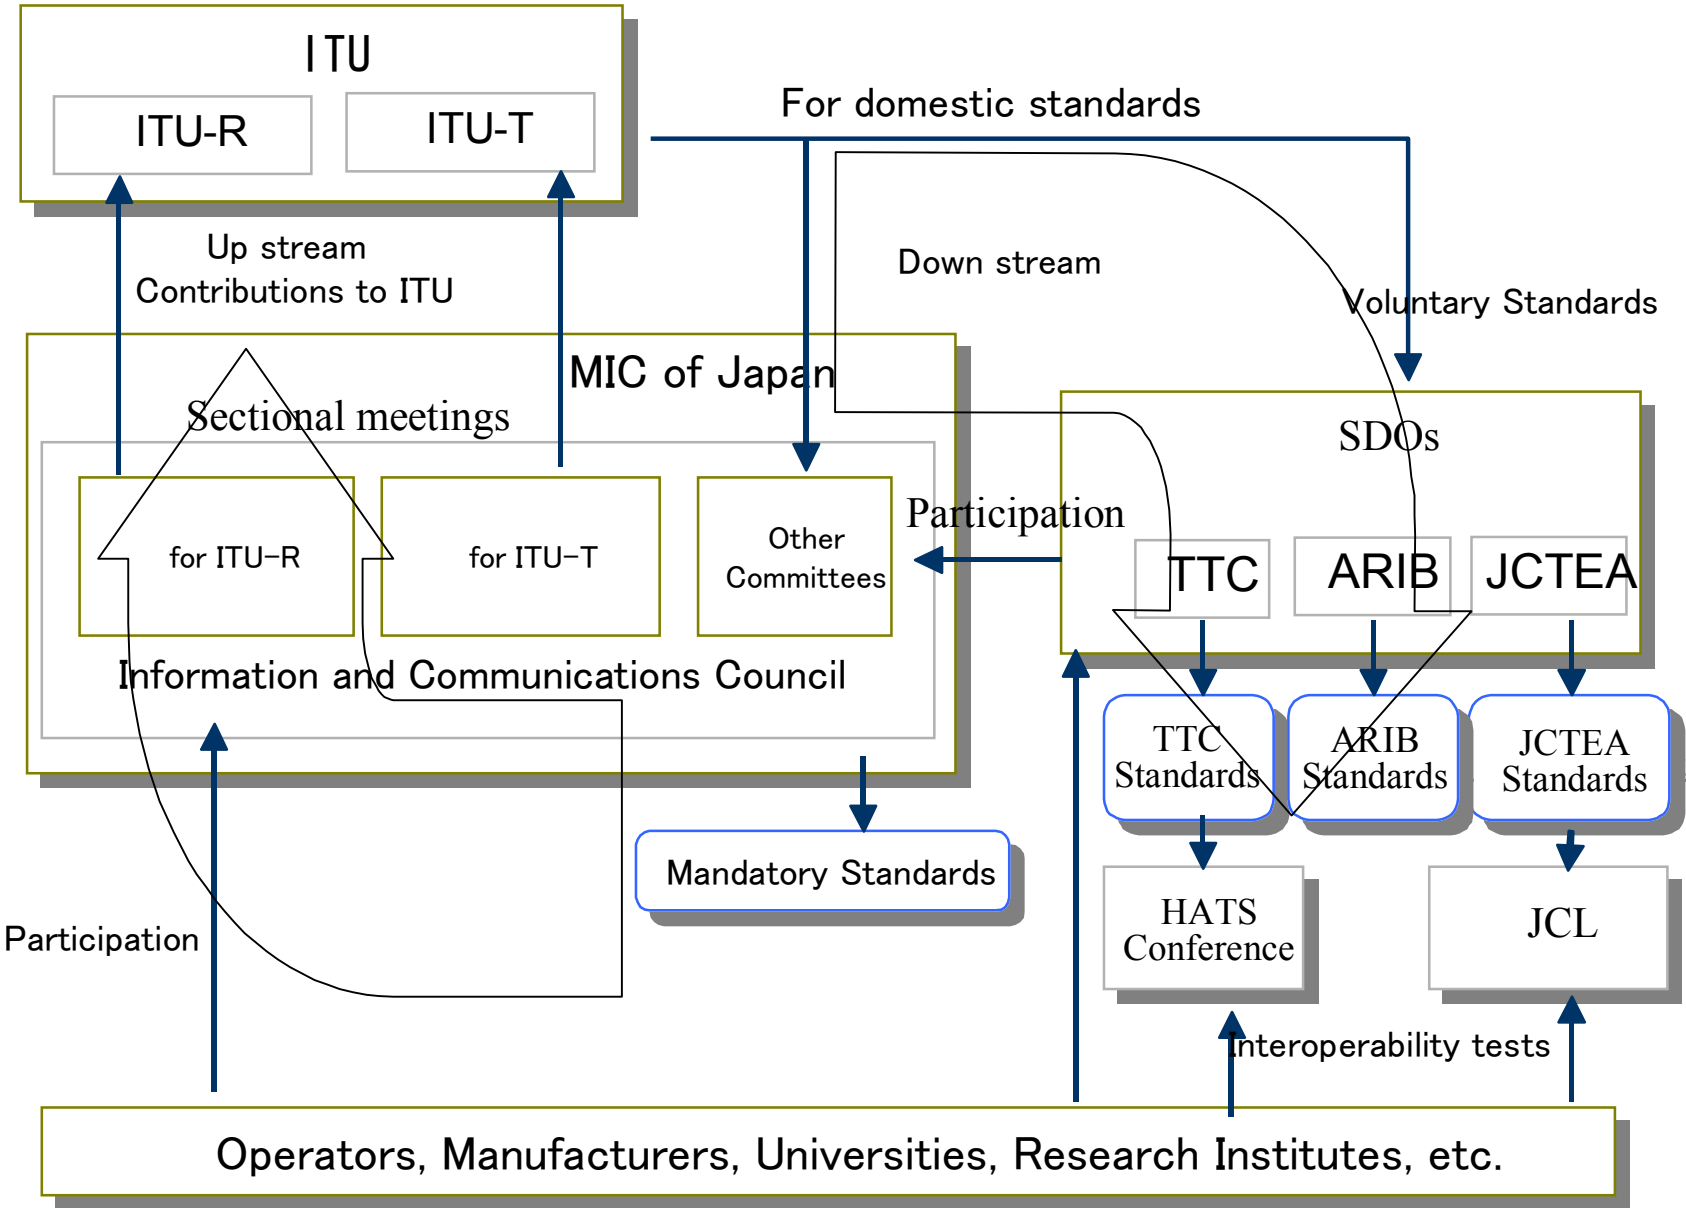 ITU
ITU-R
ITU-T
For domestic standards
Up stream
Contributions to ITU
Down stream
Voluntary Standards
MIC of Japan
Sectional meetings
SDOs
for ITU-R
for ITU-T
Other
Committees
Participation
TTC
ARIB
JCTEA
Information and Communications Council
TTC
Standards
ARIB
Standards
JCTEA
Standards
Mandatory Standards
HATS
Conference
JCL
Participation
Interoperability tests
Operators, Manufacturers, Universities, Research Institutes, etc.